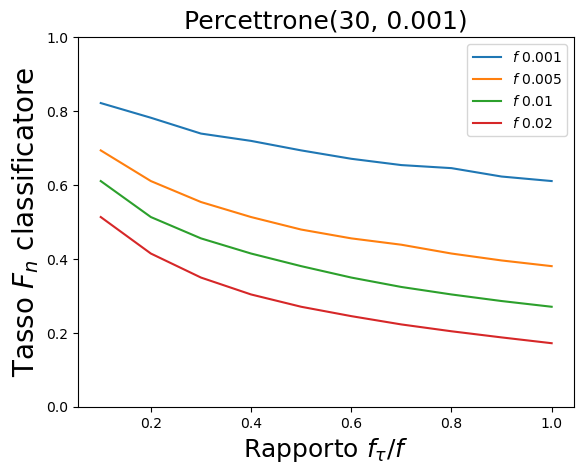 Percettrone(30, 0.001)
f 0.001
f 0.005
f 0.01
f 0.02
1.0
0.8
0.6
0.4
0.2
0.0
Tasso Fₙ classificatore
0.2 0.4 0.6 0.8 1.0
Rapporto f_τ/f